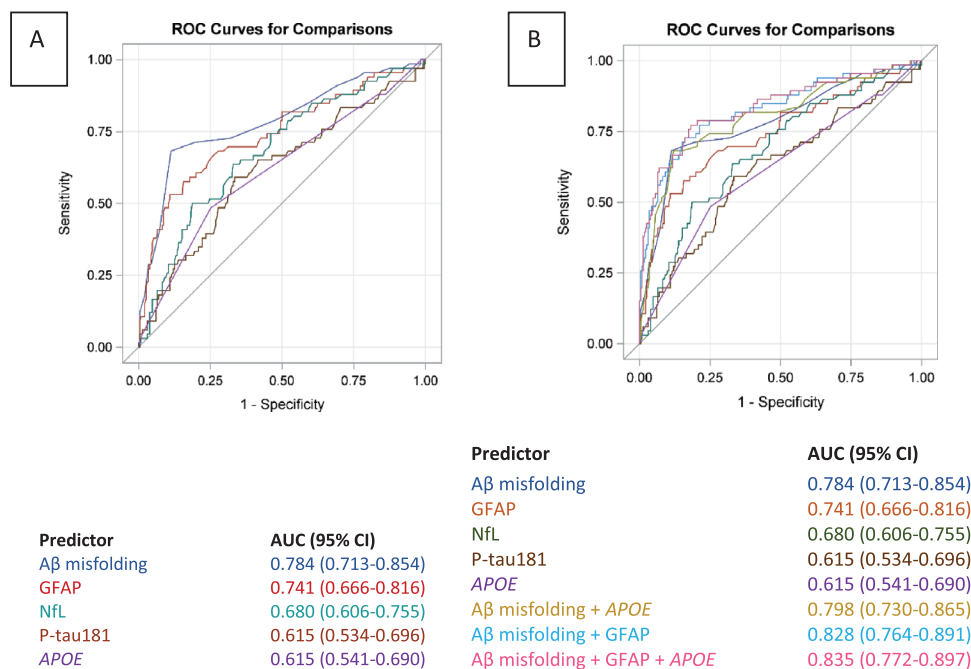 A
ROC Curves for Comparisons
1.00
0.75
0.50
0.25
0.00
Sensitivity
0.00 0.25 0.50 0.75 1.00
1 - Specificity
Predictor AUC (95% CI)
Aβ misfolding 0.784 (0.713-0.854)
GFAP 0.741 (0.666-0.816)
NfL 0.680 (0.606-0.755)
P-tau181 0.615 (0.534-0.696)
APOE 0.615 (0.541-0.690)
B
ROC Curves for Comparisons
1.00
0.75
0.50
0.25
0.00
Sensitivity
0.00 0.25 0.50 0.75 1.00
1 - Specificity
Predictor AUC (95% CI)
Aβ misfolding 0.784 (0.713-0.854)
GFAP 0.741 (0.666-0.816)
NfL 0.680 (0.606-0.755)
P-tau181 0.615 (0.534-0.696)
APOE 0.615 (0.541-0.690)
Aβ misfolding + APOE 0.798 (0.730-0.865)
Aβ misfolding + GFAP 0.828 (0.764-0.891)
Aβ misfolding + GFAP + APOE 0.835 (0.772-0.897)